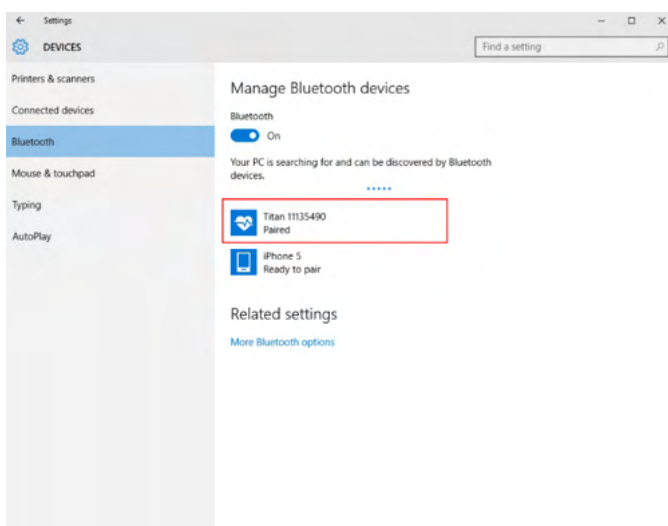 Settings
DEVICES
Find a setting
Printers & scanners
Connected devices
Bluetooth
Mouse & touchpad
Typing
AutoPlay
Manage Bluetooth devices
Bluetooth
On
Your PC is searching for and can be discovered by Bluetooth
devices.
Titan 11135490
Paired
iPhone 5
Ready to pair
Related settings
More Bluetooth options